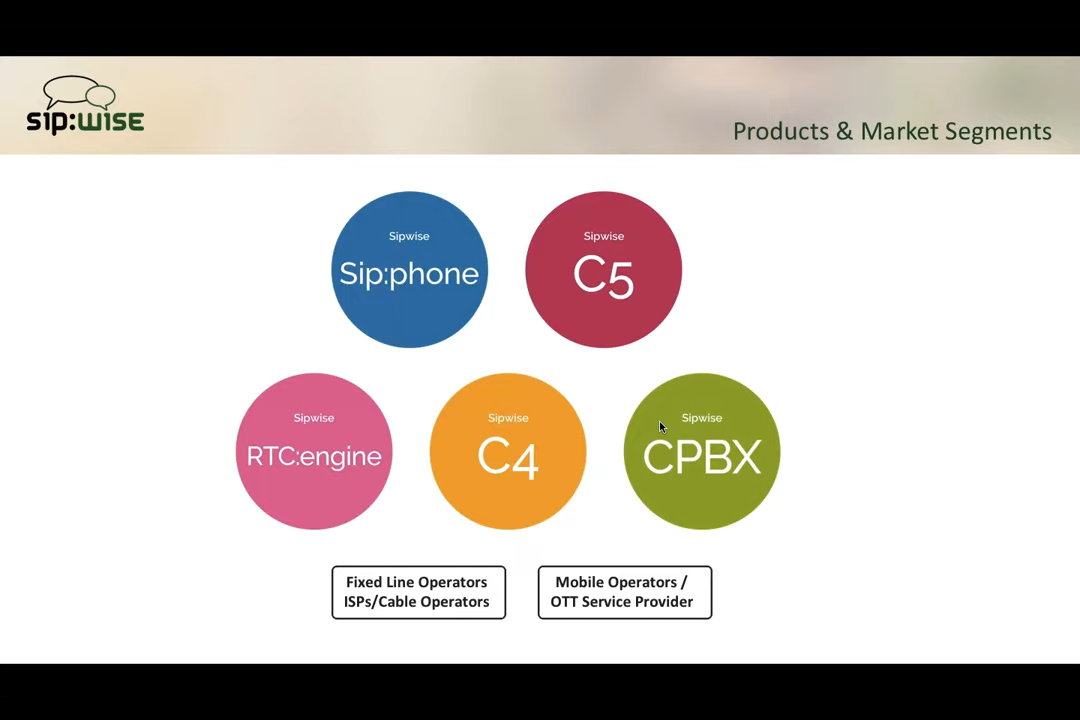 sip:wise
Products & Market Segments
Sipwise
Sip:phone
Sipwise
C5
Sipwise
RTC:engine
Sipwise
C4
Sipwise
CPBX
Fixed Line Operators
ISPs/Cable Operators
Mobile Operators /
OTT Service Provider